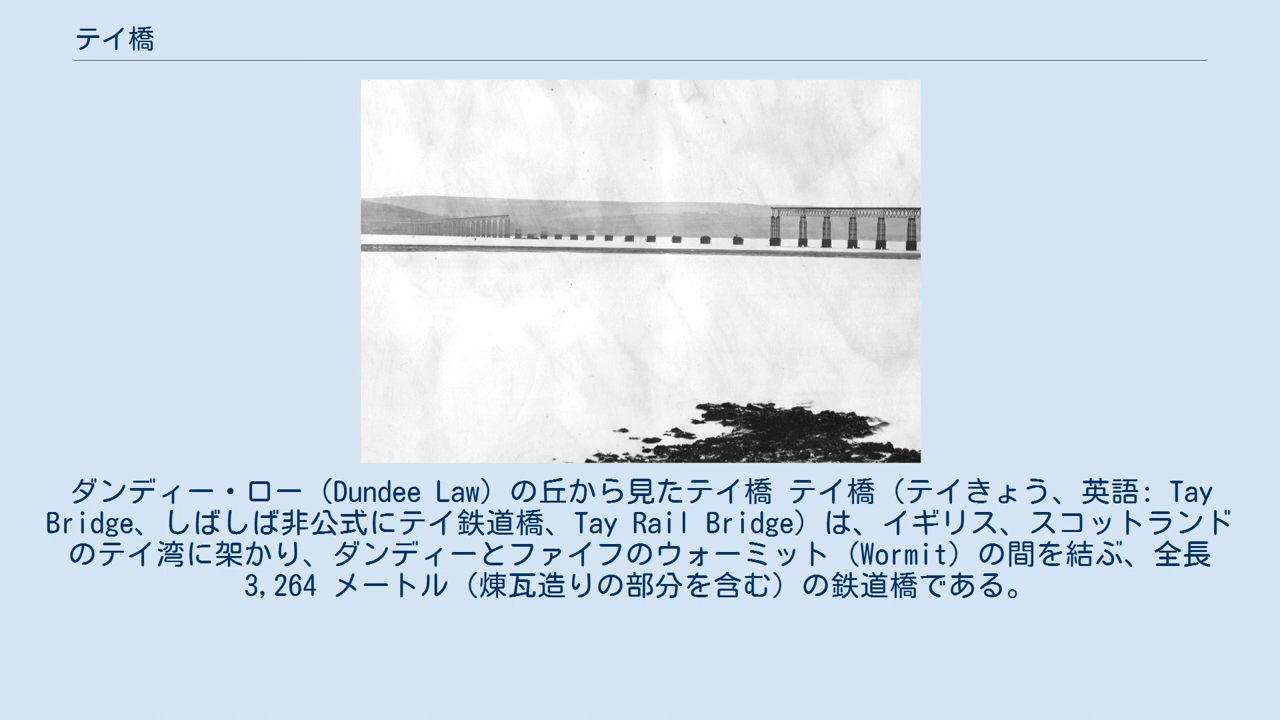 テイ橋
ダンディー・ロー（Dundee Law）の丘から見たテイ橋 テイ橋（テイきょう、英語: Tay
Bridge、しばしば非公式にテイ鉄道橋、Tay Rail Bridge）は、イギリス、スコットランド
のテイ湾に架かり、ダンディーとファイフのウォーミット（Wormit）の間を結ぶ、全長
3,264 メートル（煉瓦造りの部分を含む）の鉄道橋である。